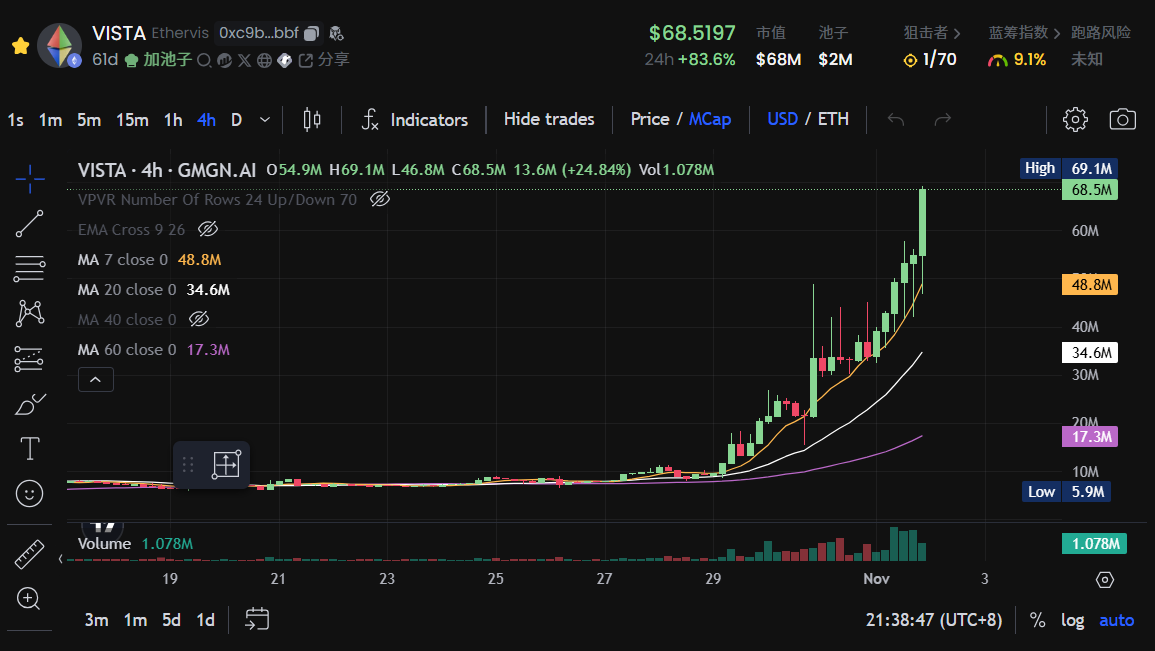 VISTA Ethervis 0xc9b...bbf
61d 加池子 分享
$68.5197
24h +83.6%
市值
$68M
池子
$2M
狙击者
1/70
蓝筹指数
9.1%
跑路风险
未知
1s 1m 5m 15m 1h 4h D Indicators Hide trades Price / MCap USD / ETH
VISTA · 4h · GMGN.AI O54.9M H69.1M L46.8M C68.5M 13.6M (+24.84%) Vol1.078M
VPVR Number Of Rows 24 Up/Down 70
EMA Cross 9 26
MA 7 close 0 48.8M
MA 20 close 0 34.6M
MA 40 close 0
MA 60 close 0 17.3M
High 69.1M
68.5M
60M
48.8M
40M
34.6M
30M
20M
17.3M
10M
Low 5.9M
Volume 1.078M
1.078M
19 21 23 25 27 29 Nov 3
3m 1m 5d 1d
21:38:47 (UTC+8) % log auto